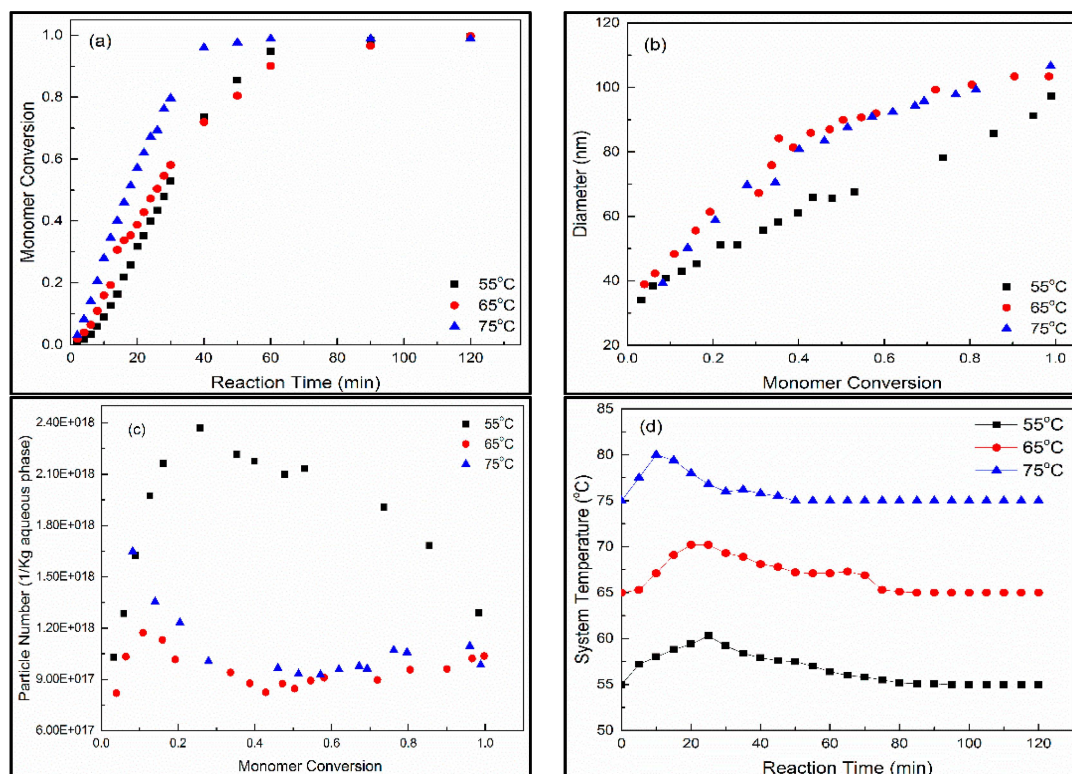 (a)
Monomer Conversion
1.0
0.8
0.6
0.4
0.2
0.0
0 20 40 60 80 100 120
Reaction Time (min)
55°C
65°C
75°C
(b)
Diameter (nm)
120
100
80
60
40
20
0.0 0.2 0.4 0.6 0.8 1.0
Monomer Conversion
55°C
65°C
75°C
(c)
Particle Number (1/Kg aqueous phase)
2.40E+018
2.10E+018
1.80E+018
1.50E+018
1.20E+018
9.00E+017
6.00E+017
0.0 0.2 0.4 0.6 0.8 1.0
Monomer Conversion
55°C
65°C
75°C
(d)
System Temperature (°C)
85
80
75
70
65
60
55
50
0 20 40 60 80 100 120
Reaction Time (min)
55°C
65°C
75°C